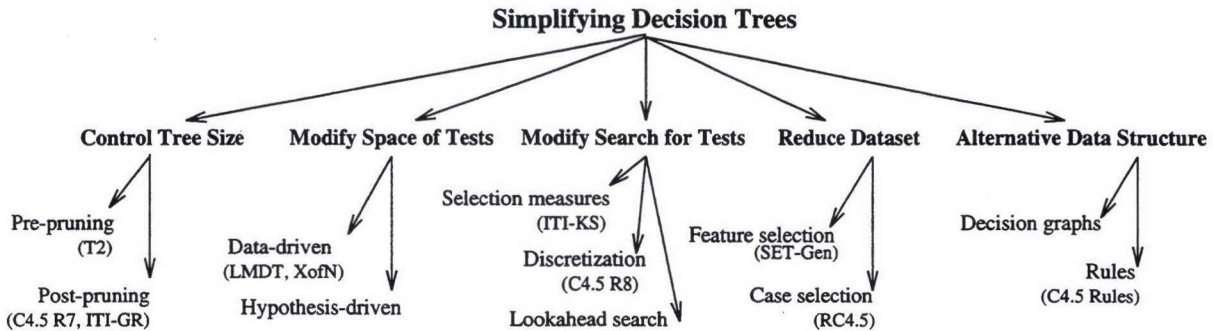 Simplifying Decision Trees
Control Tree Size
Modify Space of Tests
Modify Search for Tests
Reduce Dataset
Alternative Data Structure
Pre-pruning
(T2)
Post-pruning
(C4.5 R7, ITI-GR)
Data-driven
(LMDT, XofN)
Hypothesis-driven
Selection measures
(ITI-KS)
Discretization
(C4.5 R8)
Lookahead search
Feature selection
(SET-Gen)
Case selection
(RC4.5)
Decision graphs
Rules
(C4.5 Rules)